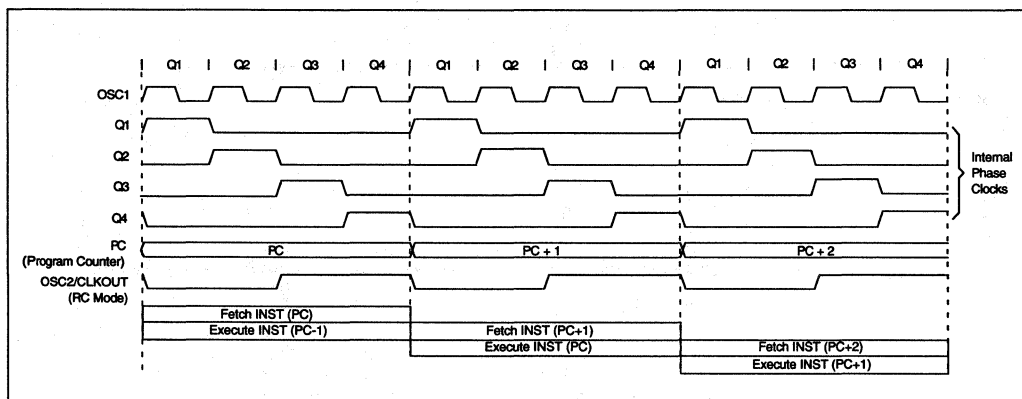 Q1 | Q2 | Q3 | Q4 | Q1 | Q2 | Q3 | Q4 | Q1 | Q2 | Q3 | Q4
OSC1
Q1
Q2
Q3
Q4
Internal
Phase
Clocks
PC
(Program Counter)
PC
PC + 1
PC + 2
OSC2/CLKOUT
(RC Mode)
Fetch INST (PC)
Execute INST (PC-1)
Fetch INST (PC+1)
Execute INST (PC)
Fetch INST (PC+2)
Execute INST (PC+1)